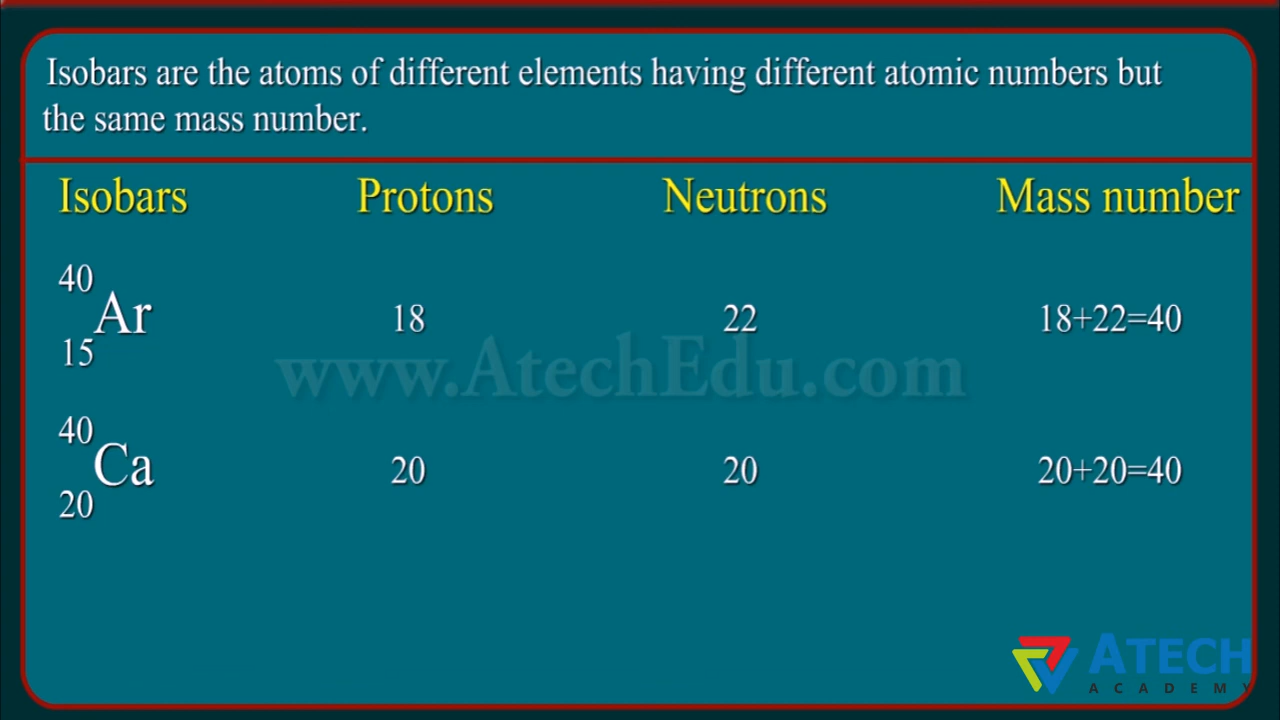 Isobars are the atoms of different elements having different atomic numbers but
the same mass number.
Isobars Protons Neutrons Mass number
40
Ar 18 22 18+22=40
15
www.AtechEdu.com
40
Ca 20 20 20+20=40
20
ATECH
ACADEMY